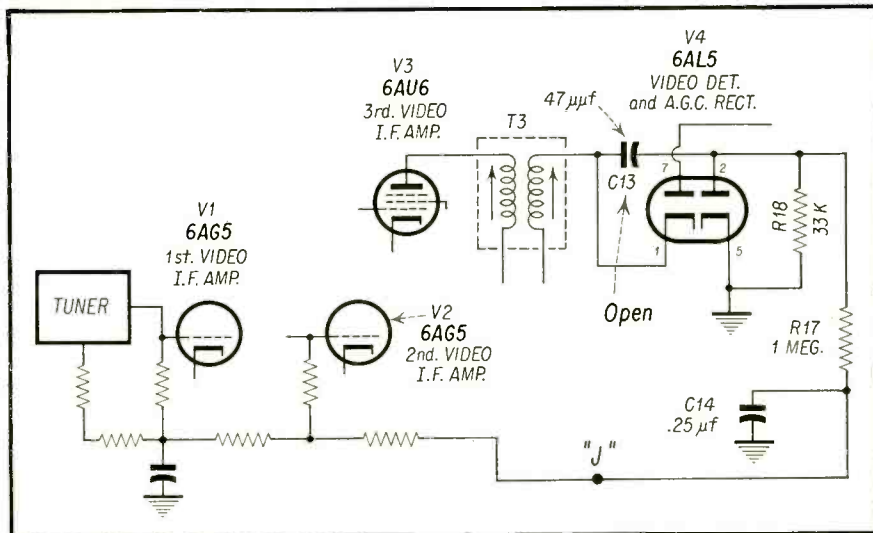 V4
6AL5
VIDEO DET.
and A.G.C. RECT.
V3
6AU6
3rd. VIDEO
I.F. AMP.
47 µµf
T3
C13
7
2
1
5
R18
33 K
Open
V1
6AG5
1st. VIDEO
I.F. AMP.
TUNER
V2
6AG5
2nd. VIDEO
I.F. AMP.
R17
1 MEG.
C14
.25 µf
"J"